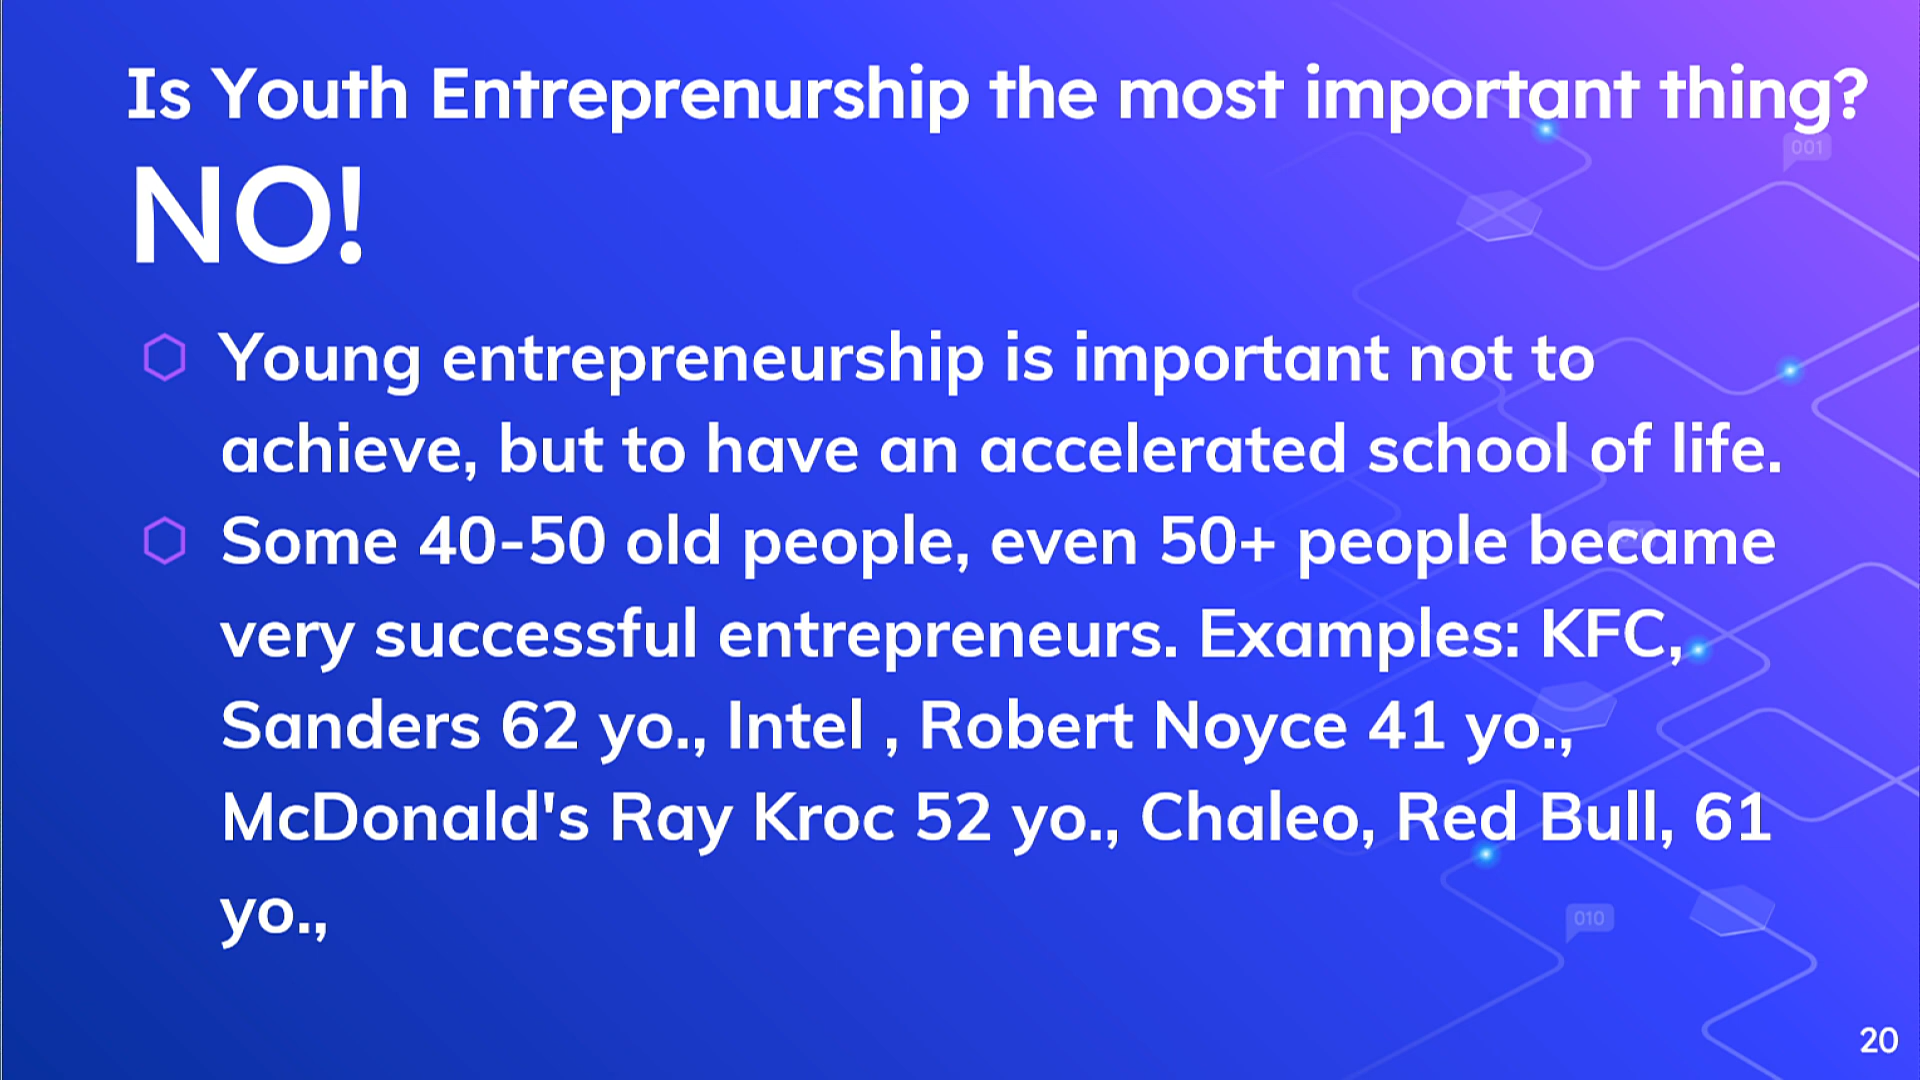 Is Youth Entreprenurship the most important thing?
NO!
001
Young entrepreneurship is important not to
achieve, but to have an accelerated school of life.
Some 40-50 old people, even 50+ people became
very successful entrepreneurs. Examples: KFC,
Sanders 62 yo., Intel , Robert Noyce 41 yo.,
McDonald's Ray Kroc 52 yo., Chaleo, Red Bull, 61
yo.,
010
20